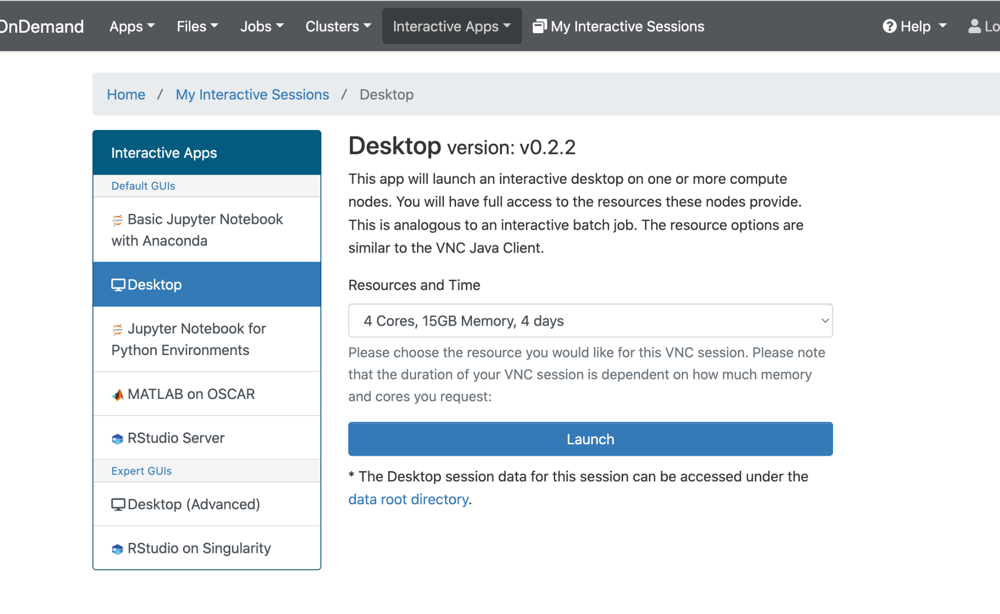 OnDemand Apps Files Jobs Clusters Interactive Apps My Interactive Sessions Help Lo
Home / My Interactive Sessions / Desktop
Interactive Apps
Default GUIs
Basic Jupyter Notebook
with Anaconda
Desktop
Jupyter Notebook for
Python Environments
MATLAB on OSCAR
RStudio Server
Expert GUIs
Desktop (Advanced)
RStudio on Singularity
Desktop version: v0.2.2
This app will launch an interactive desktop on one or more compute
nodes. You will have full access to the resources these nodes provide.
This is analogous to an interactive batch job. The resource options are
similar to the VNC Java Client.
Resources and Time
4 Cores, 15GB Memory, 4 days
Please choose the resource you would like for this VNC session. Please note
that the duration of your VNC session is dependent on how much memory
and cores you request:
Launch
* The Desktop session data for this session can be accessed under the
data root directory.